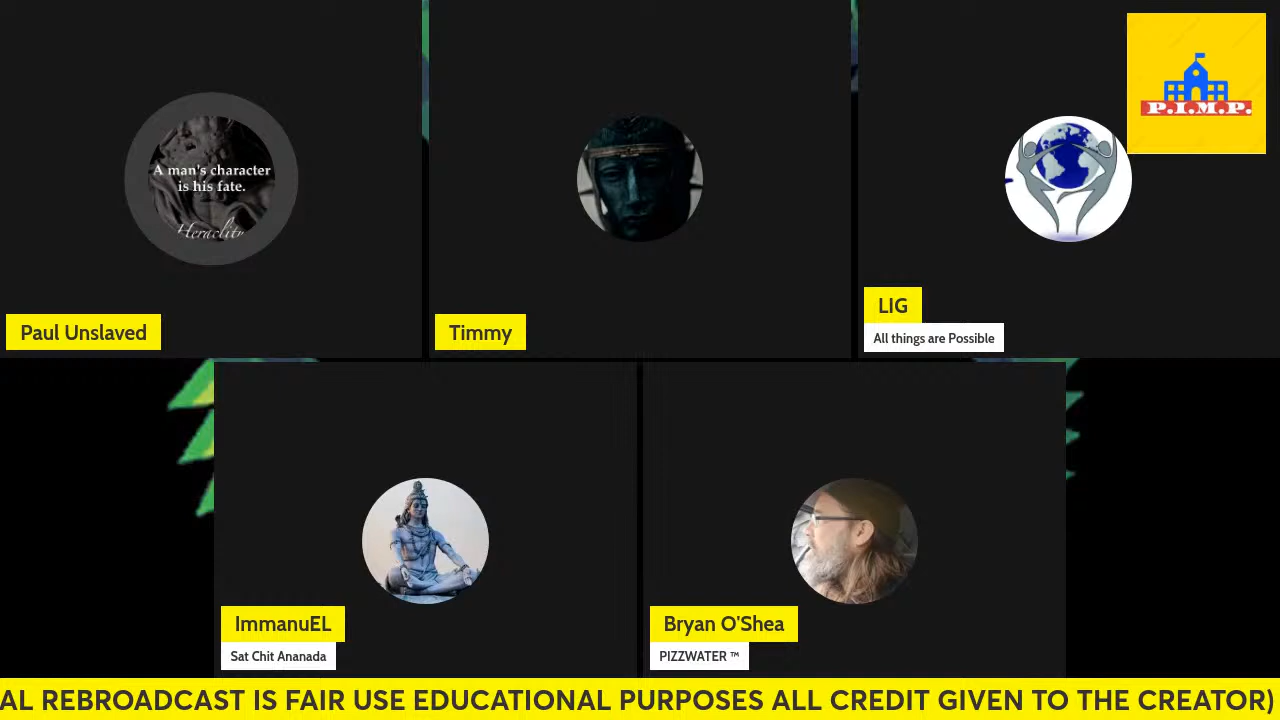 A man's character
is his fate.
Heraclitu
Paul Unslaved
Timmy
P.I.M.P.
LIG
All things are Possible
ImmanuEL
Sat Chit Ananada
Bryan O'Shea
PIZZWATER ™
AL REBROADCAST IS FAIR USE EDUCATIONAL PURPOSES ALL CREDIT GIVEN TO THE CREATOR)